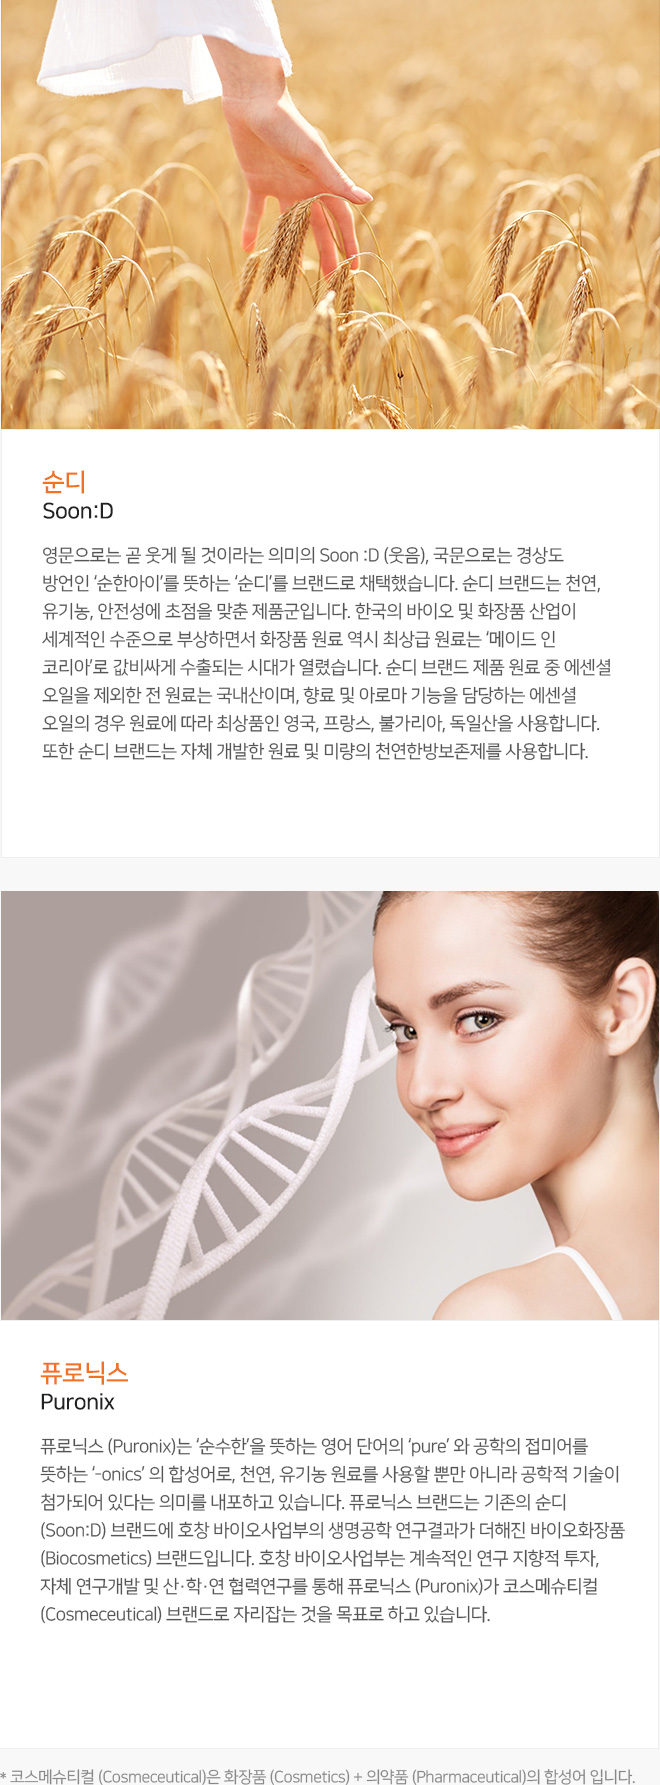 순디
Soon:D
영문으로는 곧 웃게 될 것이라는 의미의 Soon :D (웃음), 국문으로는 경상도
방언인 ‘순한아이’를 뜻하는 ‘순디’를 브랜드로 채택했습니다. 순디 브랜드는 천연,
유기농, 안전성에 초점을 맞춘 제품군입니다. 한국의 바이오 및 화장품 산업이
세계적인 수준으로 부상하면서 화장품 원료 역시 최상급 원료는 ‘메이드 인
코리아’로 값비싸게 수출되는 시대가 열렸습니다. 순디 브랜드 제품 원료 중 에센셜
오일을 제외한 전 원료는 국내산이며, 향료 및 아로마 기능을 담당하는 에센셜
오일의 경우 원료에 따라 최상품인 영국, 프랑스, 불가리아, 독일산을 사용합니다.
또한 순디 브랜드는 자체 개발한 원료 및 미량의 천연한방보존제를 사용합니다.
퓨로닉스
Puronix
퓨로닉스 (Puronix)는 ‘순수한’을 뜻하는 영어 단어의 ‘pure’ 와 공학의 접미어를
뜻하는 ‘-onics’ 의 합성어로, 천연, 유기농 원료를 사용할 뿐만 아니라 공학적 기술이
첨가되어 있다는 의미를 내포하고 있습니다. 퓨로닉스 브랜드는 기존의 순디
(Soon:D) 브랜드에 호창 바이오사업부의 생명공학 연구결과가 더해진 바이오화장품
(Biocosmetics) 브랜드입니다. 호창 바이오사업부는 계속적인 연구 지향적 투자,
자체 연구개발 및 산·학·연 협력연구를 통해 퓨로닉스 (Puronix)가 코스메슈티컬
(Cosmeceutical) 브랜드로 자리잡는 것을 목표로 하고 있습니다.
* 코스메슈티컬 (Cosmeceutical)은 화장품 (Cosmetics) + 의약품 (Pharmaceutical)의 합성어 입니다.